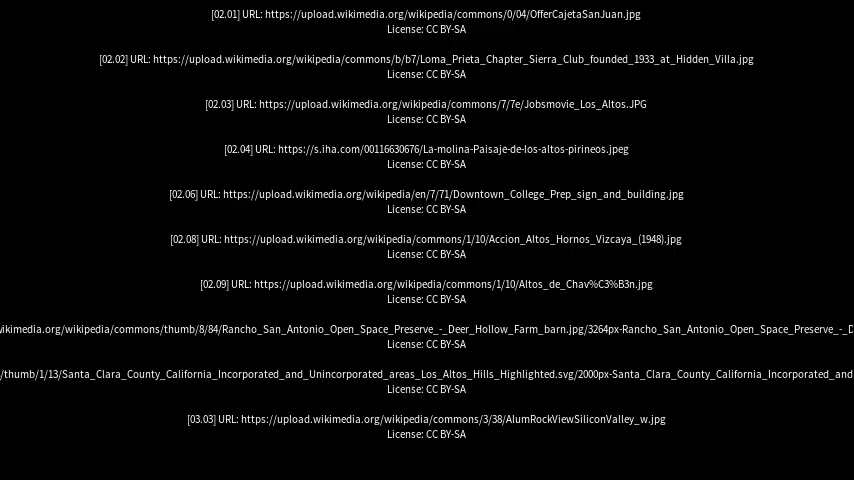 [02.01] URL: https://upload.wikimedia.org/wikipedia/commons/0/04/OfferCajetaSanJuan.jpg
License: CC BY-SA
[02.02] URL: https://upload.wikimedia.org/wikipedia/commons/b/b7/Loma_Prieta_Chapter_Sierra_Club_founded_1933_at_Hidden_Villa.jpg
License: CC BY-SA
[02.03] URL: https://upload.wikimedia.org/wikipedia/commons/7/7e/Jobsmovie_Los_Altos.JPG
License: CC BY-SA
[02.04] URL: https://s.iha.com/00116630676/La-molina-Paisaje-de-los-altos-pirineos.jpeg
License: CC BY-SA
[02.06] URL: https://upload.wikimedia.org/wikipedia/en/7/71/Downtown_College_Prep_sign_and_building.jpg
License: CC BY-SA
[02.08] URL: https://upload.wikimedia.org/wikipedia/commons/1/10/Accion_Altos_Hornos_Vizcaya_(1948).jpg
License: CC BY-SA
[02.09] URL: https://upload.wikimedia.org/wikipedia/commons/1/10/Altos_de_Chav%C3%B3n.jpg
License: CC BY-SA
vikimedia.org/wikipedia/commons/thumb/8/84/Rancho_San_Antonio_Open_Space_Preserve_-_Deer_Hollow_Farm_barn.jpg/3264px-Rancho_San_Antonio_Open_Space_Preserve_-_D
License: CC BY-SA
/thumb/1/13/Santa_Clara_County_California_Incorporated_and_Unincorporated_areas_Los_Altos_Hills_Highlighted.svg/2000px-Santa_Clara_County_California_Incorporated_and
License: CC BY-SA
[03.03] URL: https://upload.wikimedia.org/wikipedia/commons/3/38/AlumRockViewSiliconValley_w.jpg
License: CC BY-SA